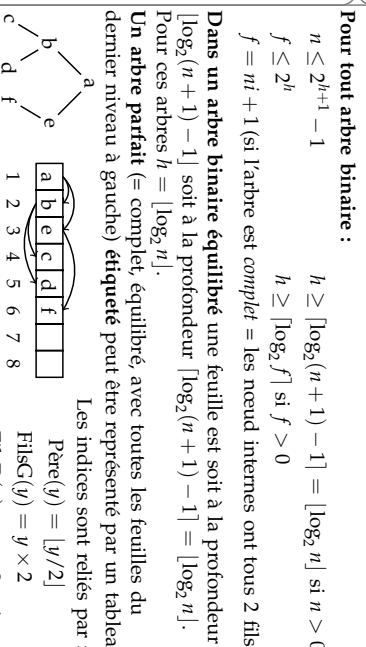 Pour tout arbre binaire :
n ≤ 2^{h+1} − 1 h ≥ ⌈log₂(n + 1) − 1⌉ = ⌊log₂ n⌋ si n > 0
f ≤ 2^h h ≥ ⌈log₂ f⌉ si f > 0
f = ni + 1 (si l'arbre est complet = les nœud internes ont tous 2 fils
Dans un arbre binaire équilibré une feuille est soit à la profondeur
⌊log₂(n + 1) − 1⌋ soit à la profondeur ⌈log₂(n + 1) − 1⌉ = ⌊log₂ n⌋.
Pour ces arbres h = ⌊log₂ n⌋.
Un arbre parfait (= complet, équilibré, avec toutes les feuilles du
dernier niveau à gauche) étiqueté peut être représenté par un tablea
Les indices sont reliés par :
a
b e
c d f
a b e c d f
1 2 3 4 5 6 7 8
Père(y) = ⌊y/2⌋
FilsG(y) = y × 2